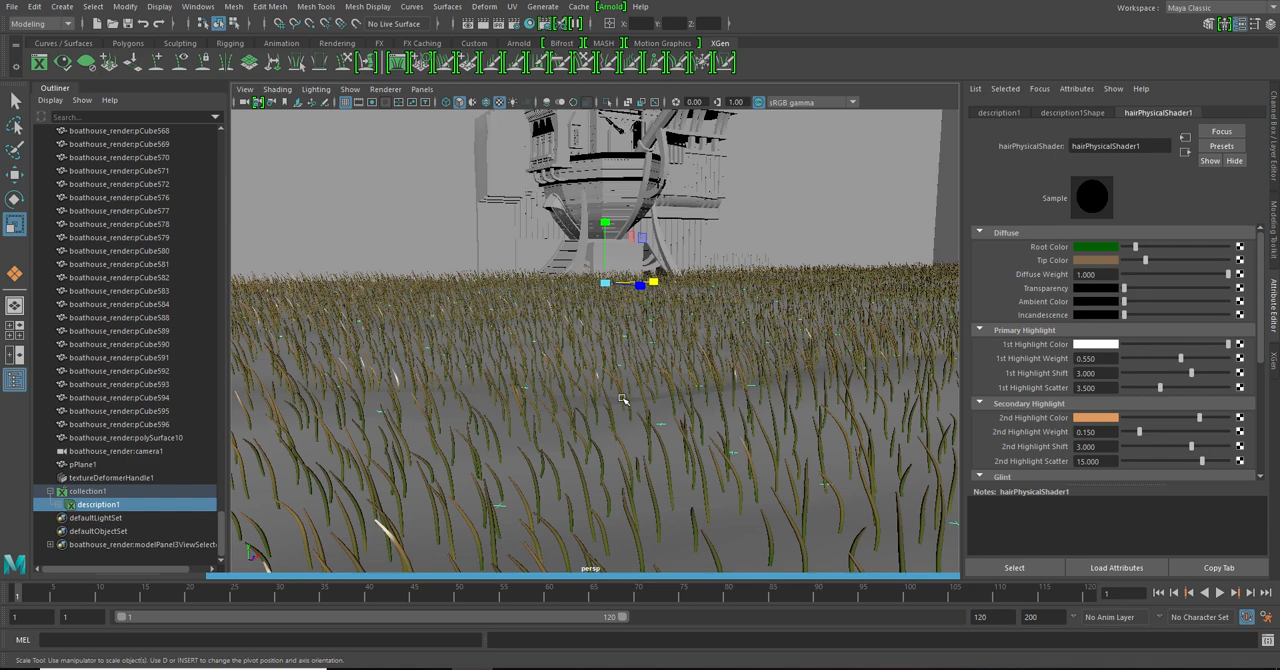 File Edit Create Select Modify Display Windows Mesh Edit Mesh Mesh Tools Mesh Display Curves Surfaces Deform UV Generate Cache [Arnold] Help
Workspace: Maya Classic
Modeling No Live Surface X: Y: Z:
Curves / Surfaces Polygons Sculpting Rigging Animation Rendering FX FX Caching Custom Arnold Bifrost MASH Motion Graphics XGen
Outliner
Display Show Help
Search...
boathouse_render:pCube568
boathouse_render:pCube569
boathouse_render:pCube570
boathouse_render:pCube571
boathouse_render:pCube572
boathouse_render:pCube576
boathouse_render:pCube577
boathouse_render:pCube578
boathouse_render:pCube579
boathouse_render:pCube580
boathouse_render:pCube581
boathouse_render:pCube582
boathouse_render:pCube583
boathouse_render:pCube584
boathouse_render:pCube588
boathouse_render:pCube589
boathouse_render:pCube590
boathouse_render:pCube591
boathouse_render:pCube592
boathouse_render:pCube593
boathouse_render:pCube594
boathouse_render:pCube595
boathouse_render:pCube596
boathouse_render:polySurface10
boathouse_render:camera1
pPlane1
textureDeformerHandle1
collection1
description1
defaultLightSet
defaultObjectSet
boathouse_render:modelPanel3ViewSelect
View Shading Lighting Show Renderer Panels
0.00 1.00 sRGB gamma
persp
List Selected Focus Attributes Show Help
description1 description1Shape hairPhysicalShader1
hairPhysicalShader: hairPhysicalShader1
Focus
Presets
Show Hide
Sample
Diffuse
Root Color
Tip Color
Diffuse Weight 1.000
Transparency
Ambient Color
Incandescence
Primary Highlight
1st Highlight Color
1st Highlight Weight 0.550
1st Highlight Shift 3.000
1st Highlight Scatter 3.500
Secondary Highlight
2nd Highlight Color
2nd Highlight Weight 0.150
2nd Highlight Shift 3.000
2nd Highlight Scatter 15.000
Glint
Notes: hairPhysicalShader1
Select Load Attributes Copy Tab
Channel Box / Layer Editor
Modeling Toolkit
Attribute Editor
XGen
1 5 10 15 20 25 30 35 40 45 50 55 60 65 70 75 80 85 90 95 100 105 110 115 120 1
1 1 1 120 120 200 No Anim Layer No Character Set
MEL
Scale Tool: Use manipulator to scale object(s). Use D or INSERT to change the pivot position and axis orientation.